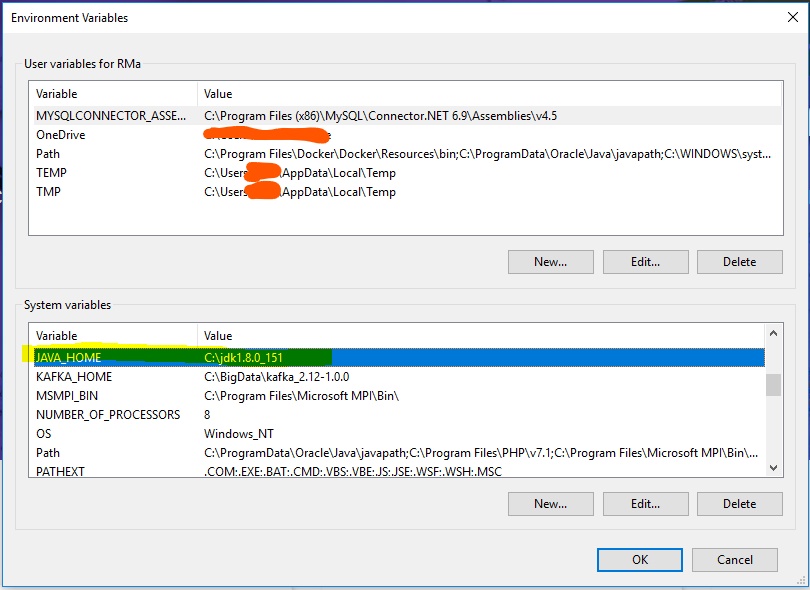 Environment Variables
User variables for RMa
Variable Value
MYSQLCONNECTOR_ASSE... C:\Program Files (x86)\MySQL\Connector.NET 6.9\Assemblies\v4.5
OneDrive
Path C:\Program Files\Docker\Docker\Resources\bin;C:\ProgramData\Oracle\Java\javapath;C:\WINDOWS\syst...
TEMP C:\Users \AppData\Local\Temp
TMP C:\Users \AppData\Local\Temp
New... Edit... Delete
System variables
Variable Value
JAVA_HOME C:\jdk1.8.0_151
KAFKA_HOME C:\BigData\kafka_2.12-1.0.0
MSMPI_BIN C:\Program Files\Microsoft MPI\Bin\
NUMBER_OF_PROCESSORS 8
OS Windows_NT
Path C:\ProgramData\Oracle\Java\javapath;C:\Program Files\PHP\v7.1;C:\Program Files\Microsoft MPI\Bin\...
PATHEXT .COM;.EXE;.BAT;.CMD;.VBS;.VBE;.JS;.JSE;.WSF;.WSH;.MSC
New... Edit... Delete
OK Cancel